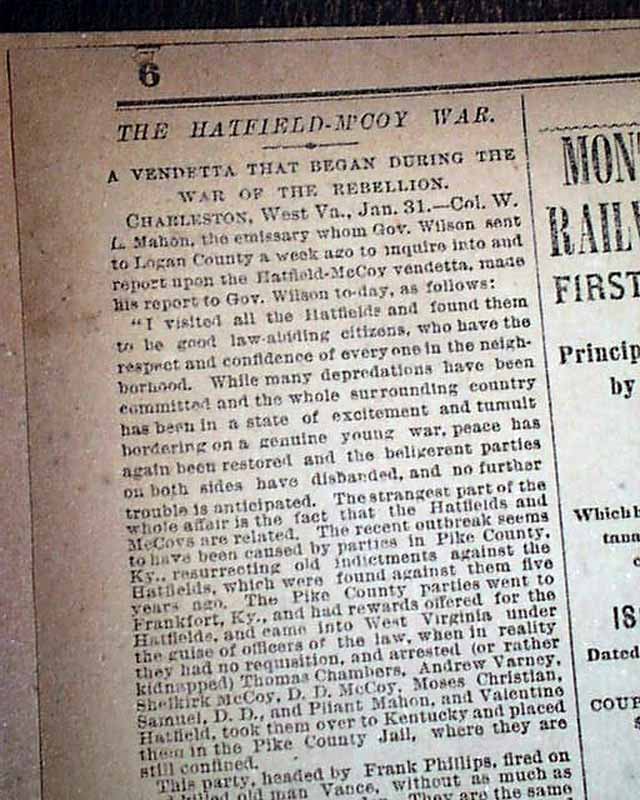 6
THE HATFIELD-M'COY WAR.
A VENDETTA THAT BEGAN DURING THE
WAR OF THE REBELLION.
CHARLESTON, West Va., Jan. 31.—Col. W.
L. Mahon, the emissary whom Gov. Wilson sent
to Logan County a week ago to inquire into and
report upon the Hatfield-McCoy vendetta, made
his report to Gov. Wilson to-day, as follows:
"I visited all the Hatfields and found them
to be good law-abiding citizens, who have the
respect and confidence of every one in the neigh-
borhood. While many depredations have been
committed and the whole surrounding country
has been in a state of excitement and tumult
bordering on a genuine young war, peace has
again been restored and the beligerent parties
on both sides have disbanded, and no further
trouble is anticipated. The strangest part of the
whole affair is the fact that the Hatfields and
McCoys are related. The recent outbreak seems
to have been caused by parties in Pike County,
Ky., resurrecting old indictments against the
Hatfields, which were found against them five
years ago. The Pike County parties went to
Frankfort, Ky., and had rewards offered for the
Hatfields, and came into West Virginia under
the guise of officers of the law, when in reality
they had no requisition, and arrested (or rather
kidnapped) Thomas Chambers, Andrew Varney,
Shelkirk McCoy, D. D. McCoy, Moses Christian,
Samuel, D. D., and Pliant Mahon, and Valentine
Hatfield, took them over to Kentucky and placed
them in the Pike County Jail, where they are
still confined.
This party, headed by Frank Phillips, fired on
killed old man Vance, without as much as
They are the same
MON
RAIL
FIRST
Princip
by
Which
tana
18
Dated
COUP
$